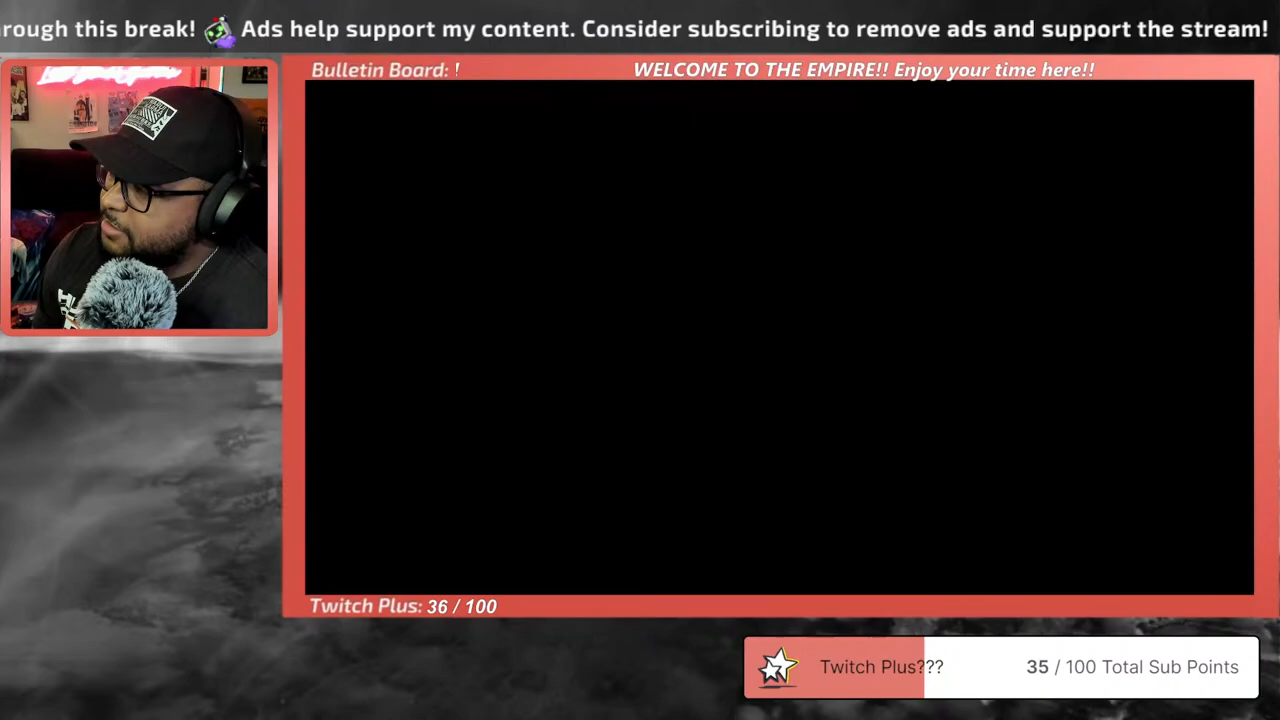 rough this break! Ads help support my content. Consider subscribing to remove ads and support the stream!
Bulletin Board: ! WELCOME TO THE EMPIRE!! Enjoy your time here!!
Twitch Plus: 36 / 100
Twitch Plus??? 35 / 100 Total Sub Points